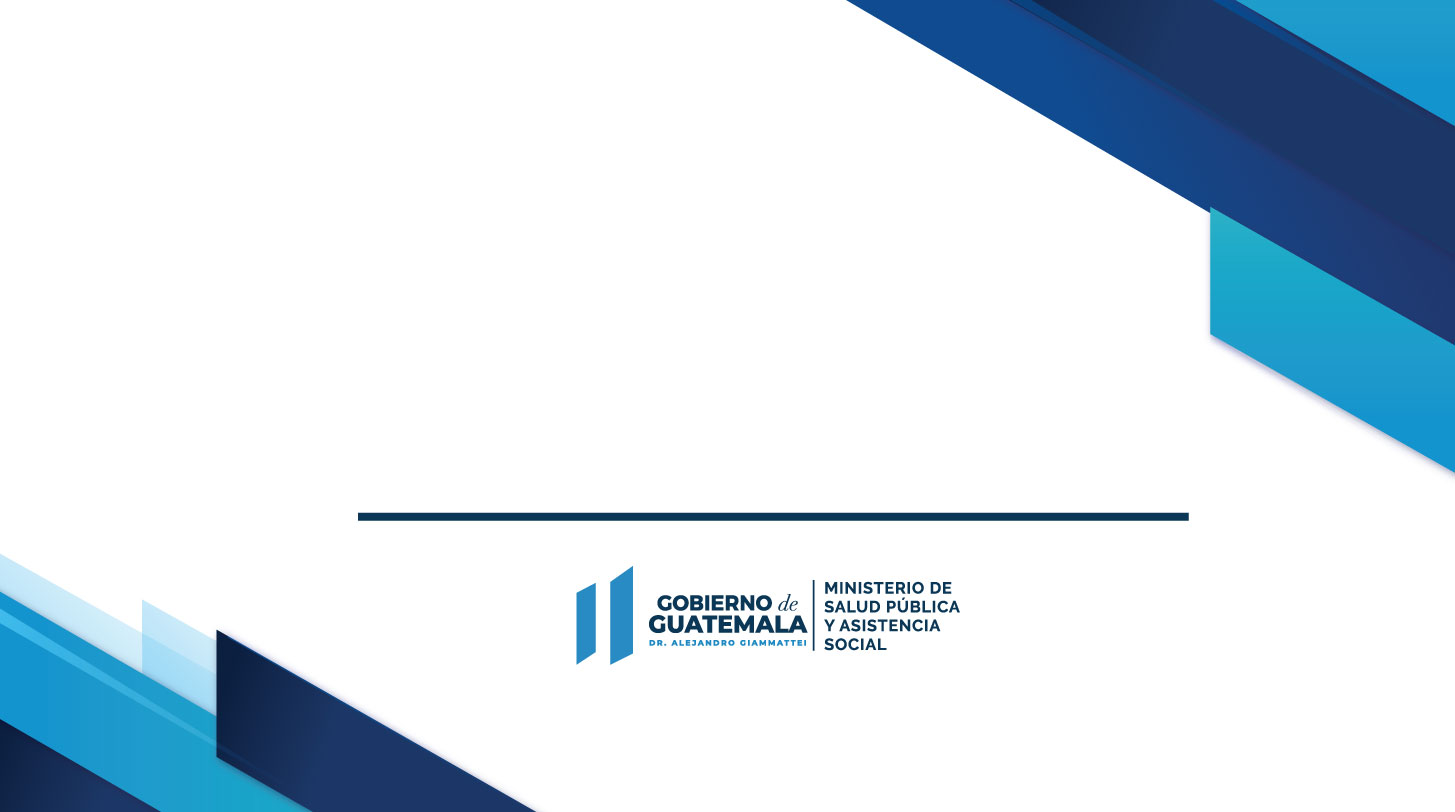 GOBIERNO de
GUATEMALA
DR. ALEJANDRO GIAMMATTEI
MINISTERIO DE
SALUD PÚBLICA
Y ASISTENCIA
SOCIAL